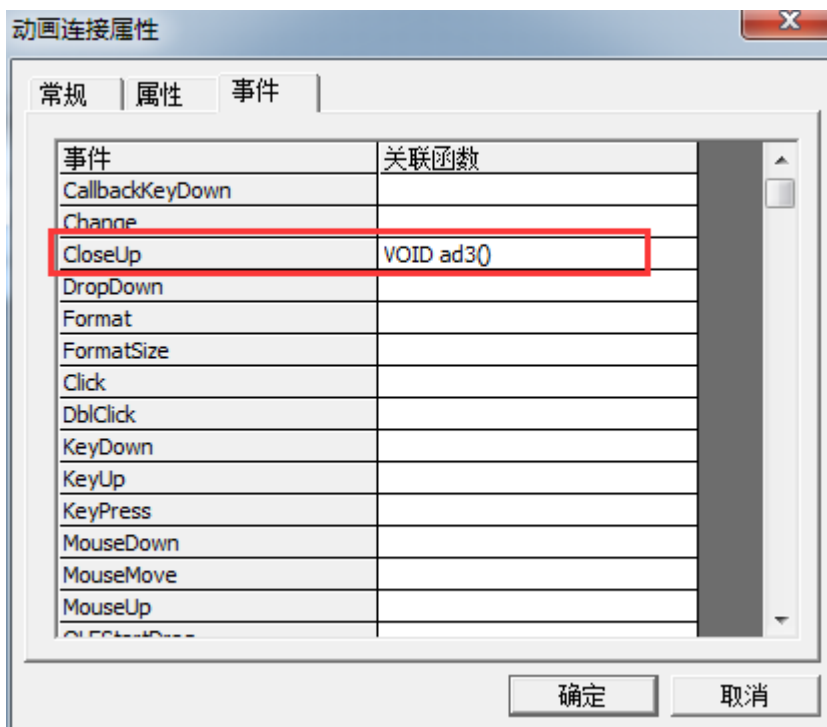 动画连接属性
常规 属性 事件
事件 关联函数
CallbackKeyDown
Change
CloseUp VOID ad3()
DropDown
Format
FormatSize
Click
DblClick
KeyDown
KeyUp
KeyPress
MouseDown
MouseMove
MouseUp
OLEStartDrag
确定 取消